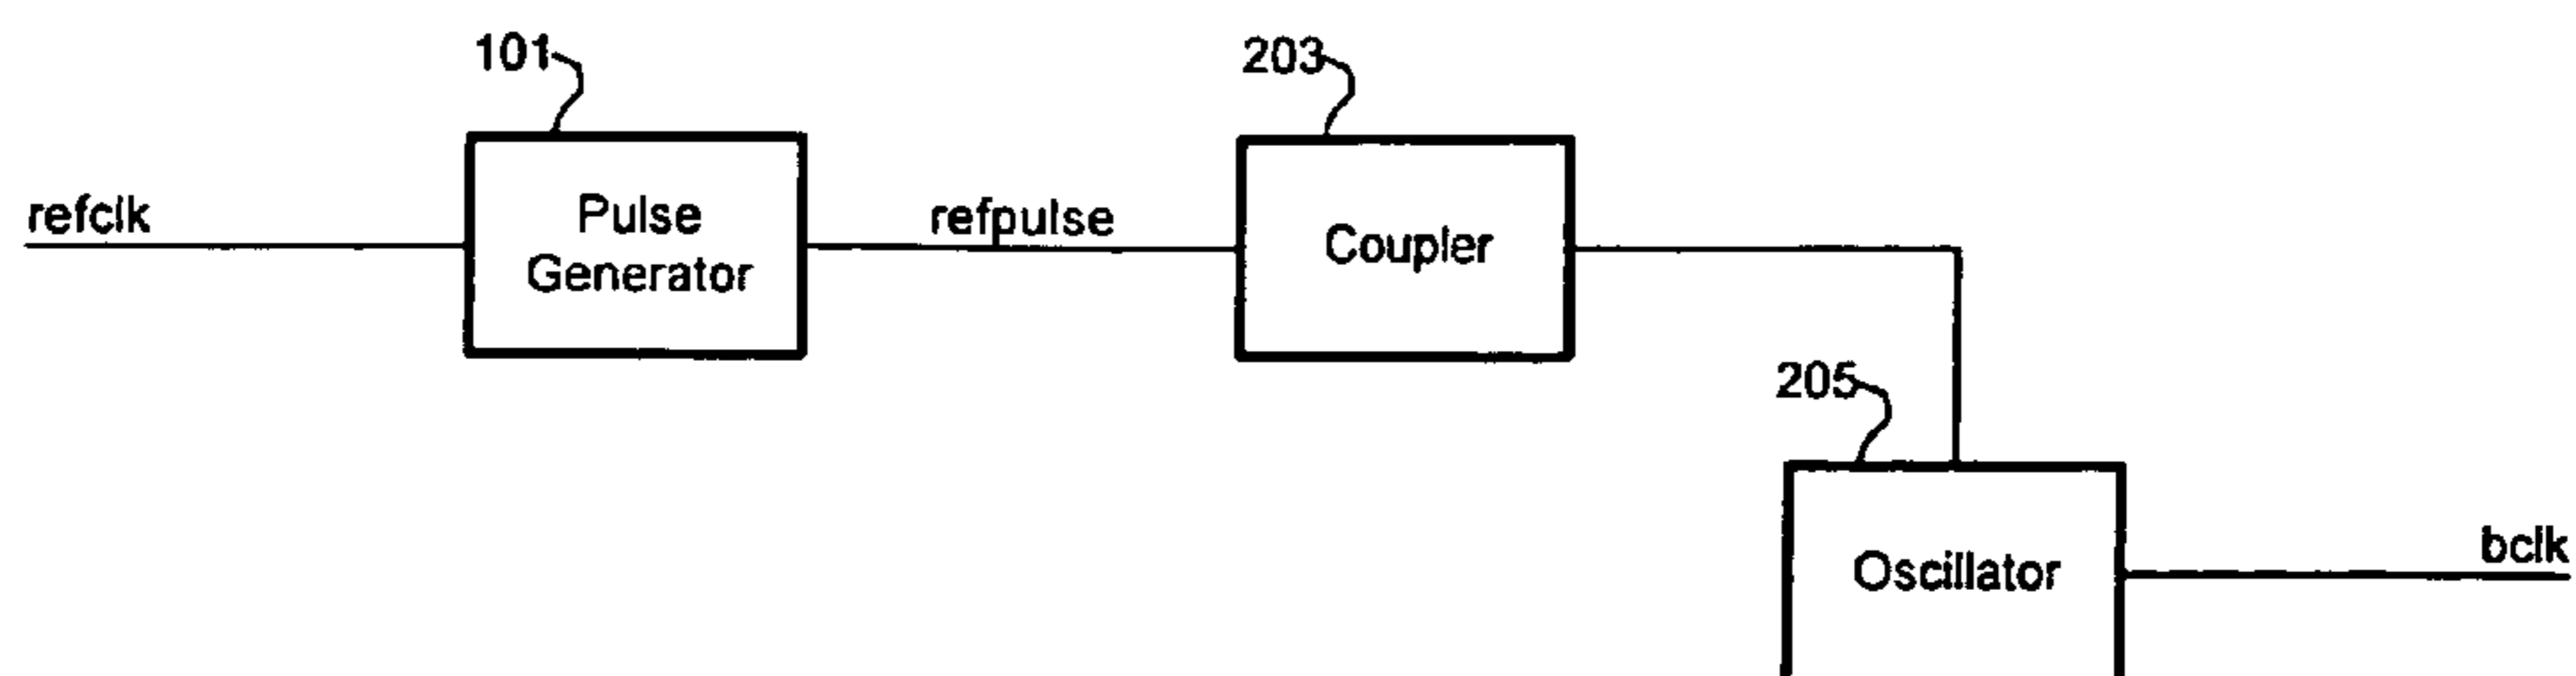 101
203
refclk
Pulse
Generator
refpulse
Coupler
205
Oscillator
bclk